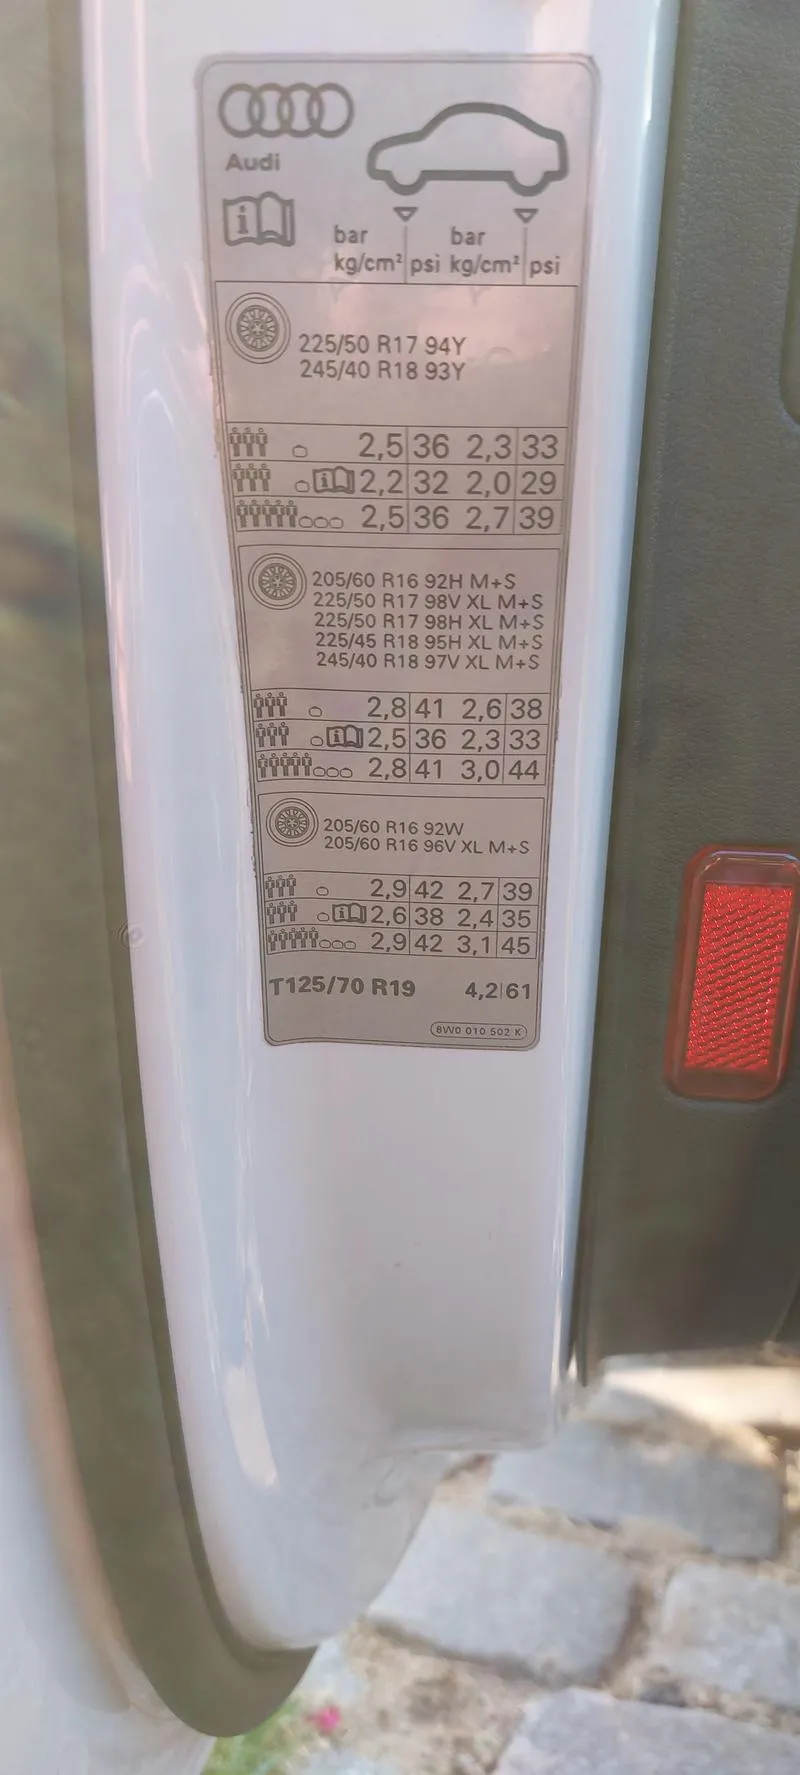 Audi
i
bar bar
kg/cm² psi kg/cm² psi
225/50 R17 94Y
245/40 R18 93Y
2,5 36 2,3 33
i 2,2 32 2,0 29
2,5 36 2,7 39
205/60 R16 92H M+S
225/50 R17 98V XL M+S
225/50 R17 98H XL M+S
225/45 R18 95H XL M+S
245/40 R18 97V XL M+S
2,8 41 2,6 38
i 2,5 36 2,3 33
2,8 41 3,0 44
205/60 R16 92W
205/60 R16 96V XL M+S
2,9 42 2,7 39
i 2,6 38 2,4 35
2,9 42 3,1 45
T125/70 R19 4,2 61
8W0 010 502 K